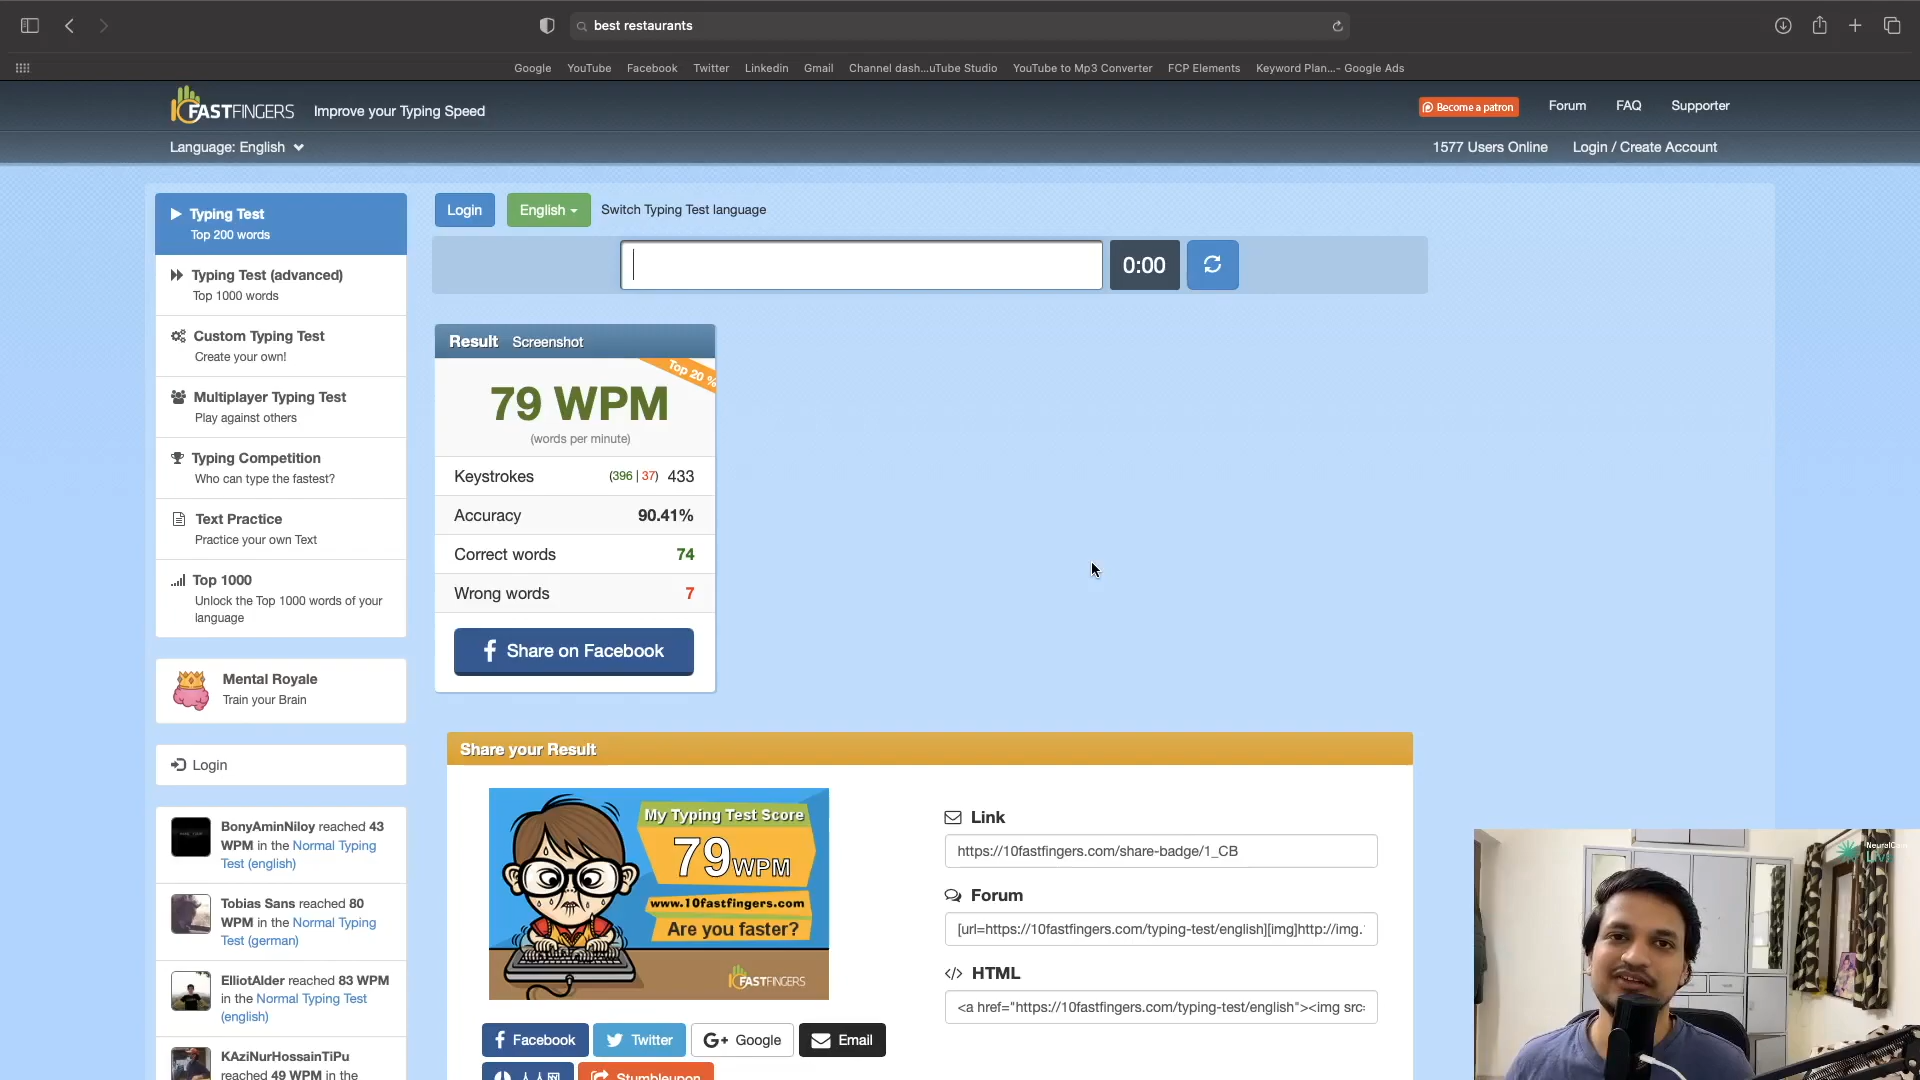 best restaurants
Google YouTube Facebook Twitter Linkedin Gmail Channel dash...uTube Studio YouTube to Mp3 Converter FCP Elements Keyword Plan...- Google Ads
10FASTFINGERS Improve your Typing Speed
Become a patron Forum FAQ Supporter
Language: English
1577 Users Online Login / Create Account
Typing Test
Top 200 words
Typing Test (advanced)
Top 1000 words
Custom Typing Test
Create your own!
Multiplayer Typing Test
Play against others
Typing Competition
Who can type the fastest?
Text Practice
Practice your own Text
Top 1000
Unlock the Top 1000 words of your
language
Mental Royale
Train your Brain
Login
BonyAminNiloy reached 43
WPM in the Normal Typing
Test (english)
Tobias Sans reached 80
WPM in the Normal Typing
Test (german)
ElliotAlder reached 83 WPM
in the Normal Typing Test
(english)
KAziNurHossainTiPu
reached 49 WPM in the
Login English Switch Typing Test language
0:00
Result Screenshot
Top 20 %
79 WPM
(words per minute)
Keystrokes (396 | 37) 433
Accuracy 90.41%
Correct words 74
Wrong words 7
Share on Facebook
Share your Result
My Typing Test Score
79 WPM
www.10fastfingers.com
Are you faster?
10FASTFINGERS
Link
https://10fastfingers.com/share-badge/1_CB
Forum
[url=https://10fastfingers.com/typing-test/english][img]http://img.
HTML
<a href="https://10fastfingers.com/typing-test/english"><img src=
Facebook Twitter Google Email
人人网 Stumbleupon
NeuralCam
Live